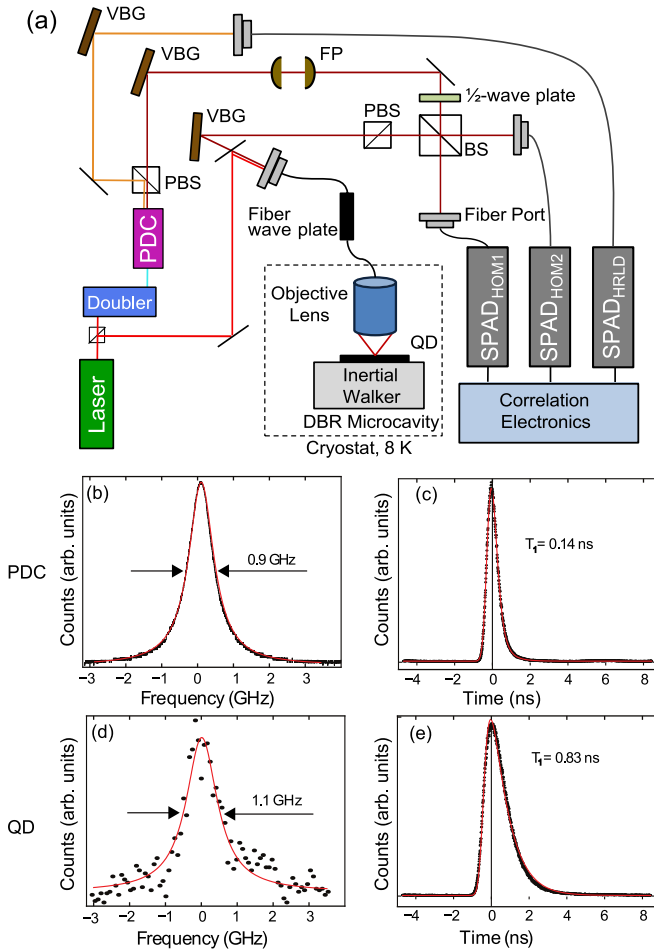 (a)
VBG
VBG
FP
½-wave plate
VBG
PBS
BS
PBS
PDC
Fiber
wave plate
Fiber Port
Doubler
Objective
Lens
QD
SPAD_HOM1
SPAD_HOM2
SPAD_HRLD
Laser
Inertial
Walker
DBR Microcavity
Cryostat, 8 K
Correlation
Electronics
PDC
(b)
Counts (arb. units)
0.9 GHz
−3 −2 −1 0 1 2 3
Frequency (GHz)
(c)
Counts (arb. units)
T₁= 0.14 ns
−4 −2 0 2 4 6 8
Time (ns)
QD
(d)
Counts (arb. units)
1.1 GHz
−3 −2 −1 0 1 2 3
Frequency (GHz)
(e)
Counts (arb. units)
T₁= 0.83 ns
−4 −2 0 2 4 6 8
Time (ns)